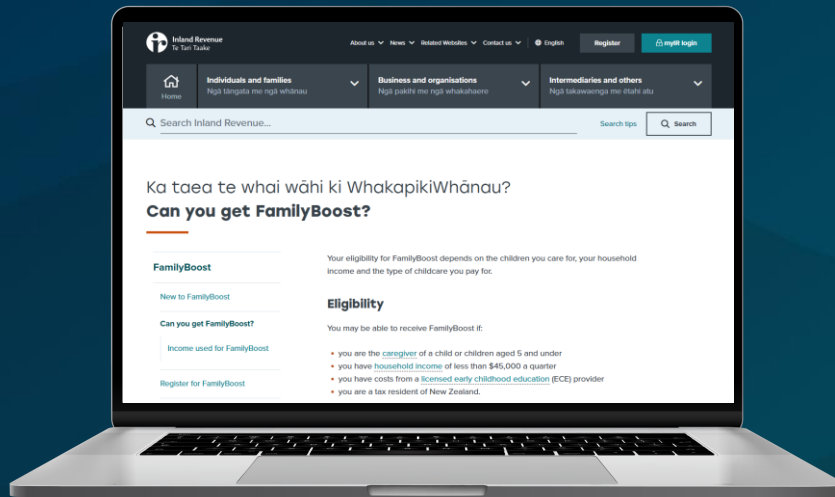 Inland Revenue
Te Tari Taake
About us News Related Websites Contact us English Register myIR login
Home
Individuals and families
Ngā tāngata me ngā whānau
Business and organisations
Ngā pakihi me ngā whakahaere
Intermediaries and others
Ngā takawaenga me ētahi atu
Search Inland Revenue...
Search tips
Search
Ka taea te whai wāhi ki WhakapikiWhānau?
Can you get FamilyBoost?
FamilyBoost
New to FamilyBoost
Can you get FamilyBoost?
Income used for FamilyBoost
Register for FamilyBoost
Your eligibility for FamilyBoost depends on the children you care for, your household
income and the type of childcare you pay for.
Eligibility
You may be able to receive FamilyBoost if:
• you are the caregiver of a child or children aged 5 and under
• you have household income of less than $45,000 a quarter
• you have costs from a licensed early childhood education (ECE) provider
• you are a tax resident of New Zealand.